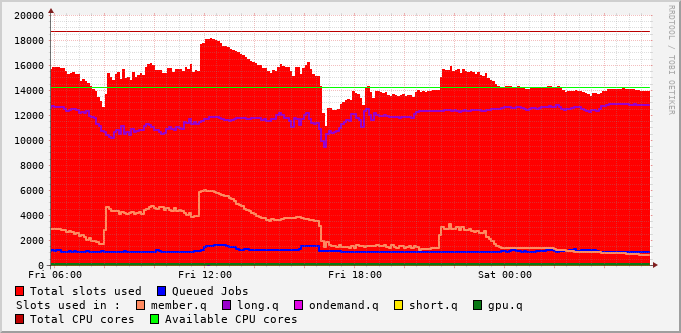 20000
18000
16000
14000
12000
10000
8000
6000
4000
2000
0
Fri 06:00 Fri 12:00 Fri 18:00 Sat 00:00
RRDTOOL / TOBI OETIKER
Total slots used Queued Jobs
Slots used in : member.q long.q ondemand.q short.q gpu.q
Total CPU cores Available CPU cores